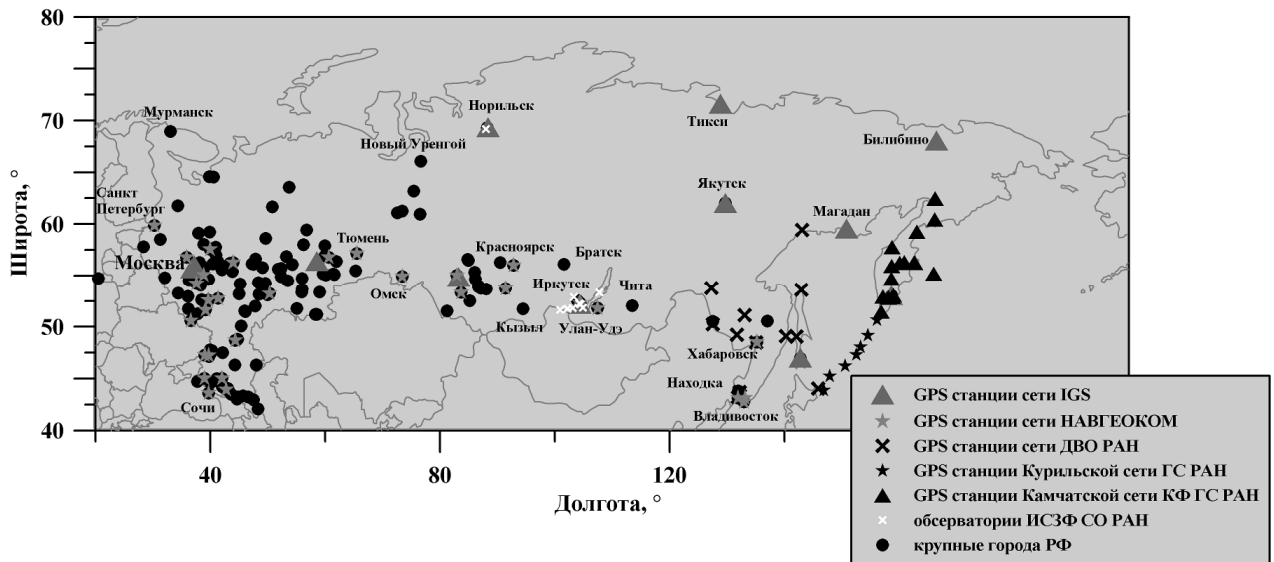 80
70
60
50
40
Широта, °
Мурманск
Норильск
Тикси
Новый Уренгой
Билибино
Санкт
Петербург
Якутск
Магадан
Тюмень
Москва
Красноярск
Братск
Омск
Иркутск
Чита
Кызыл
Улан-Удэ
Хабаровск
Находка
Сочи
Владивосток
40
80
120
Долгота, °
GPS станции сети IGS
GPS станции сети НАВГЕОКОМ
GPS станции сети ДВО РАН
GPS станции Курильской сети ГС РАН
GPS станции Камчатской сети КФ ГС РАН
обсерватории ИСЗФ СО РАН
крупные города РФ